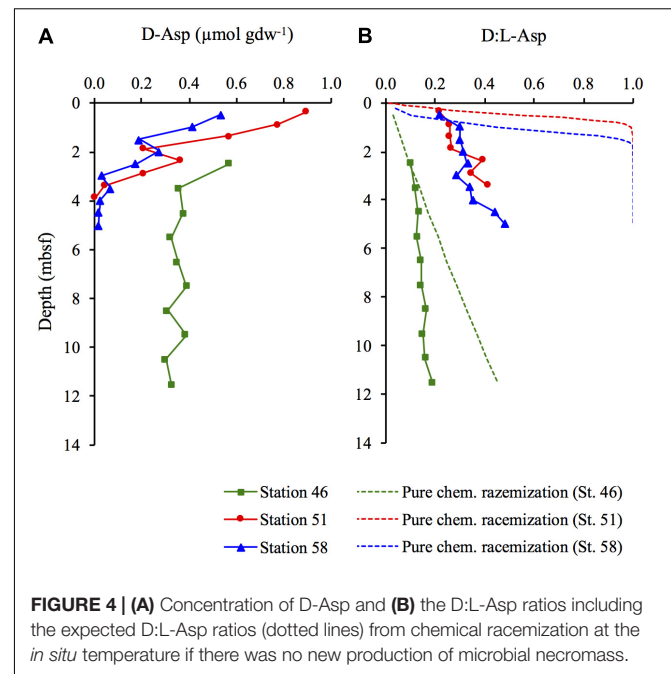 A
D-Asp (µmol gdw⁻¹)
0.0 0.2 0.4 0.6 0.8 1.0
0
2
4
6
8
10
12
14
Depth (mbsf)
B
D:L-Asp
0.0 0.2 0.4 0.6 0.8 1.0
0
2
4
6
8
10
12
14
Station 46
Station 51
Station 58
Pure chem. razemization (St. 46)
Pure chem. racemization (St. 51)
Pure chem. racemization (St. 58)
FIGURE 4 | (A) Concentration of D-Asp and (B) the D:L-Asp ratios including
the expected D:L-Asp ratios (dotted lines) from chemical racemization at the
in situ temperature if there was no new production of microbial necromass.